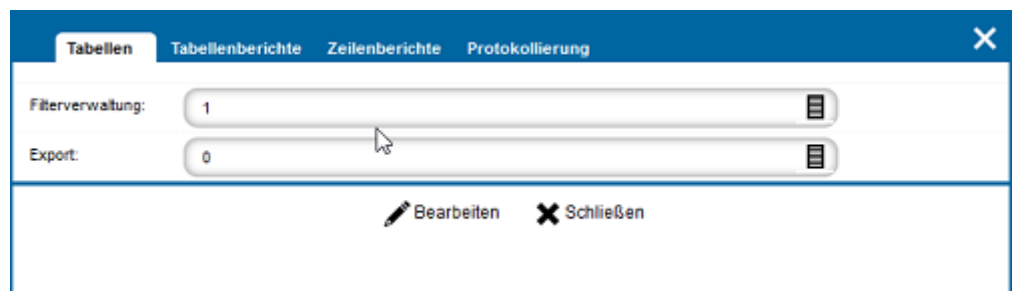 Tabellen Tabellenberichte Zeilenberichte Protokollierung
Filterverwaltung: 1
Export: 0
Bearbeiten Schließen